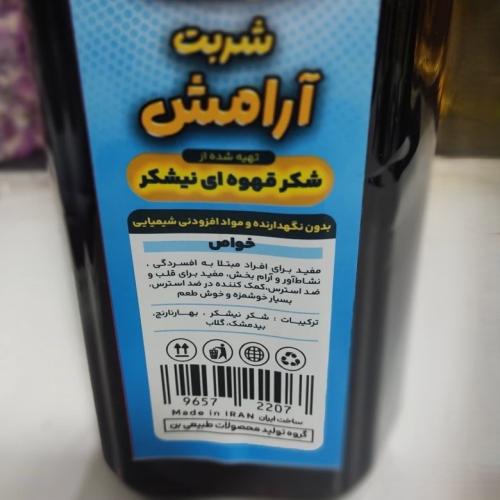 شربت
آرامش
تهیه شده از
شکر قهوه ای نیشکر
بدون نگهدارنده و مواد افزودنی شیمیایی
خواص
مفید برای افراد مبتلا به افسردگی ،
نشاط‌آور و آرام بخش، مفید برای قلب و
ضد استرس،کمک کننده در ضد استرس،
بسیار خوشمزه و خوش طعم
ترکیبات : شکر نیشکر ، بهارنارنج،
بیدمشک، گلاب
9657 2207
Made in IRAN ساخت ایران
گروه تولید محصولات طبیعی بن